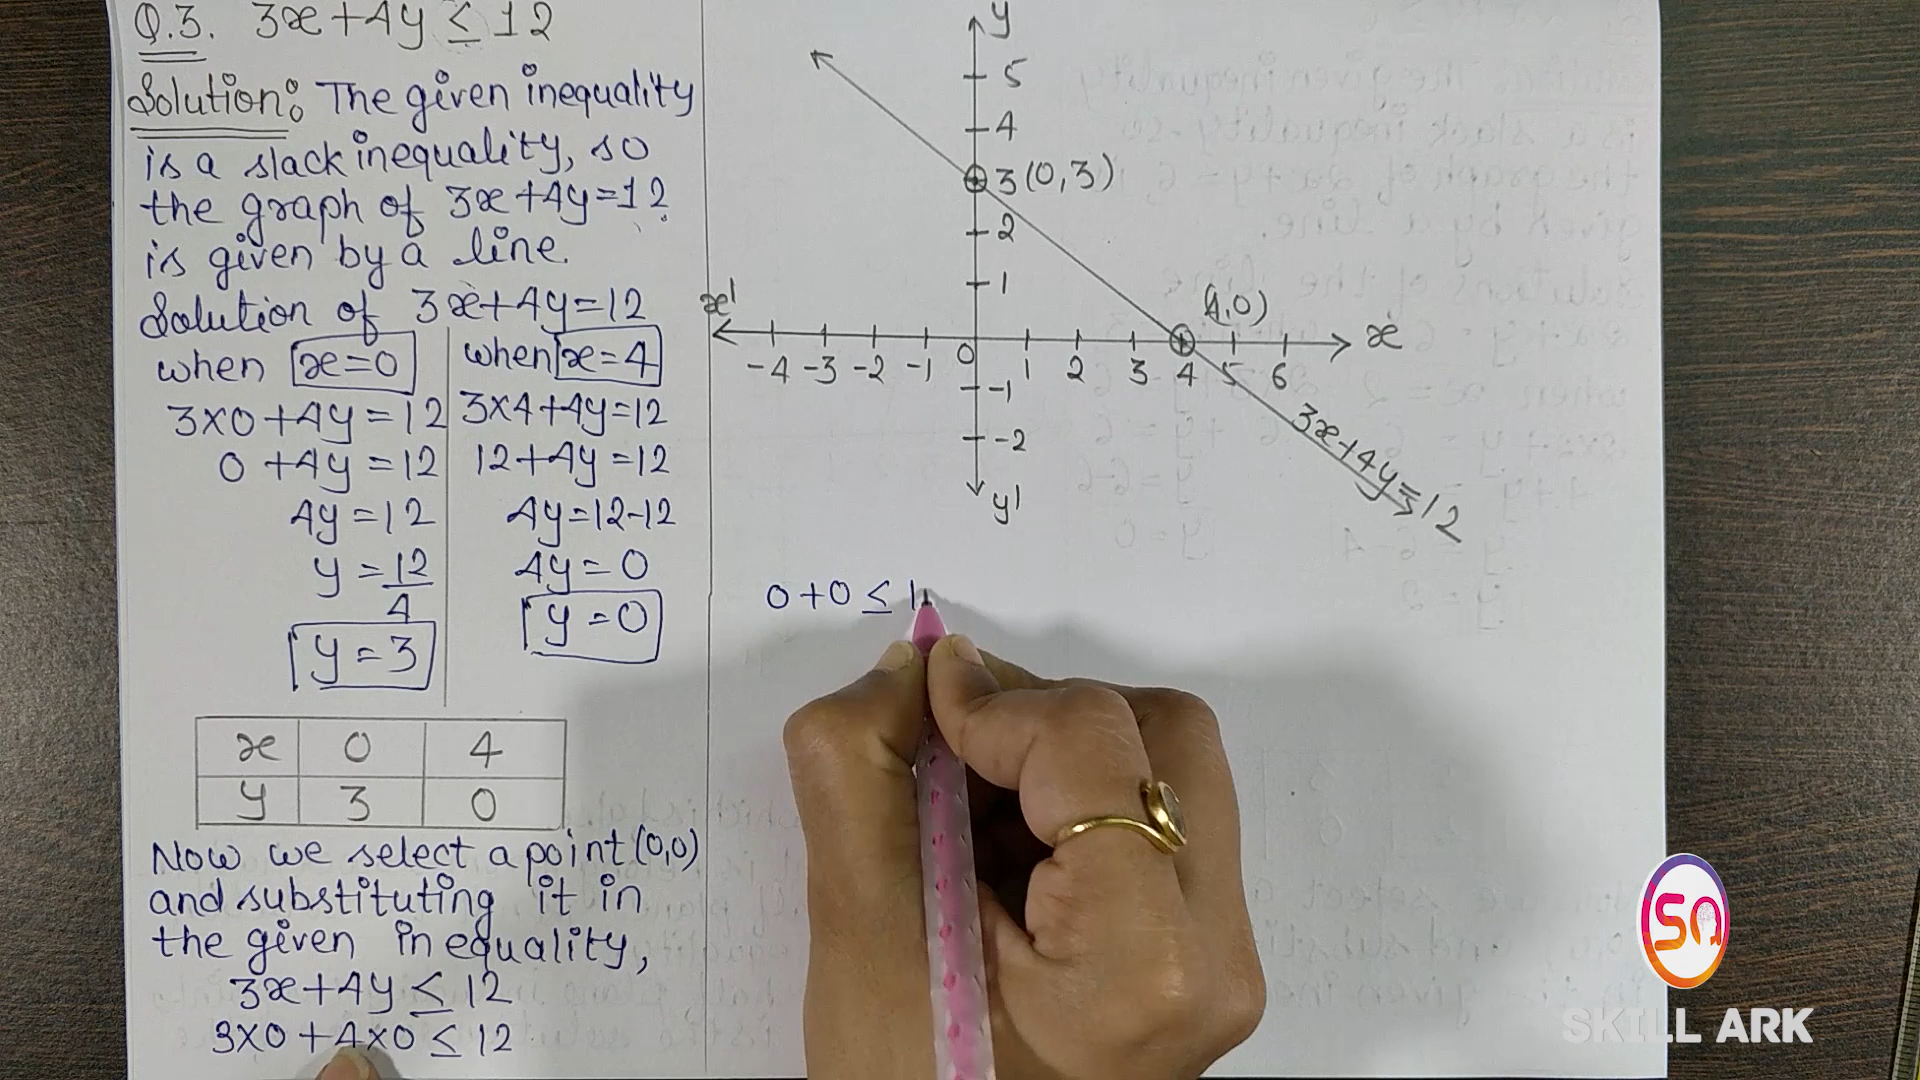 Q.3. 3x+4y ≤ 12
Solution: The given inequality
is a slack inequality, so
the graph of 3x+4y=12
is given by a line.
Solution of 3x+4y=12
when x=0
3×0+4y=12
0+4y=12
4y=12
y=12/4
y=3
when x=4
3×4+4y=12
12+4y=12
4y=12-12
4y=0
y=0
x 0 4
y 3 0
Now we select a point (0,0)
and substituting it in
the given inequality,
3x+4y ≤ 12
3×0+4×0 ≤ 12
y
5
4
3 (0,3)
2
1
x' x
(4,0)
-4 -3 -2 -1 0 1 2 3 4 5 6
-1
-2
y'
3x+4y=12
0+0 ≤ 1
SA
SKILL ARK